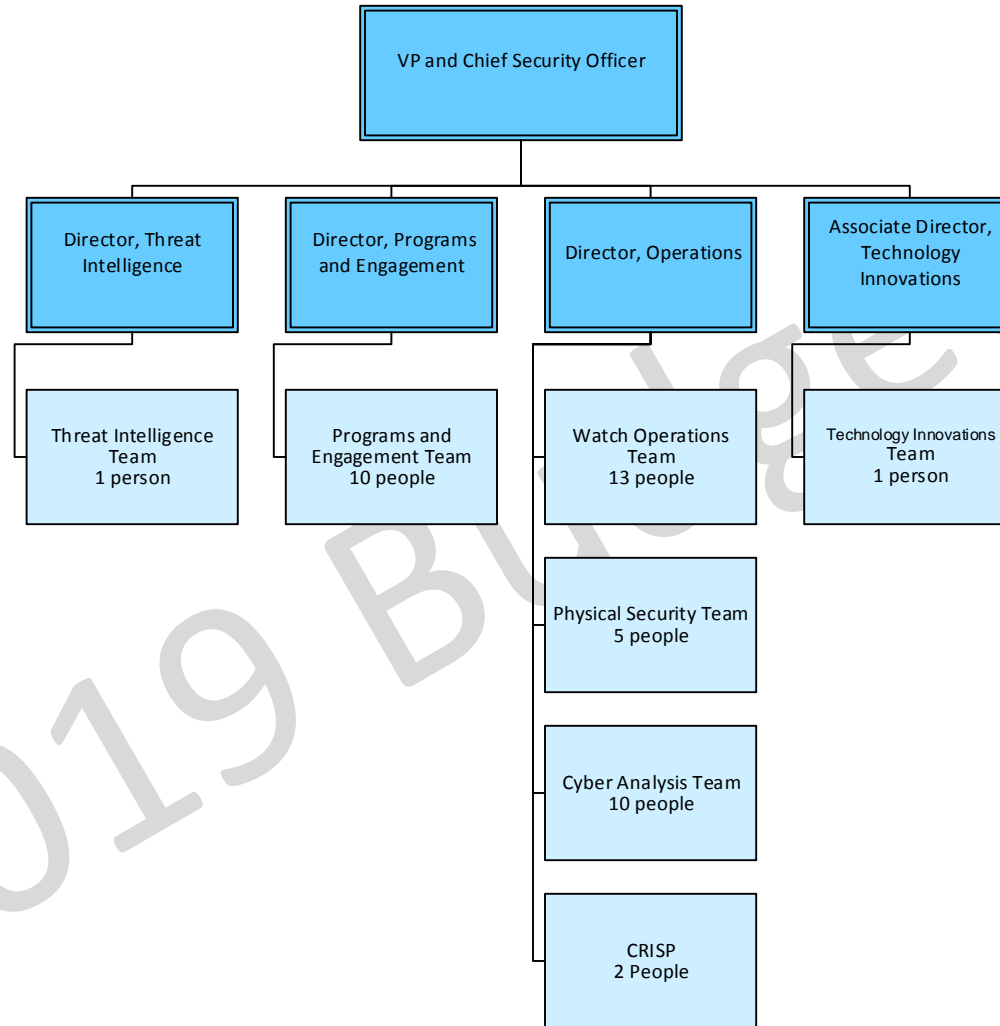 VP and Chief Security Officer
Director, Threat
Intelligence
Director, Programs
and Engagement
Director, Operations
Associate Director,
Technology
Innovations
Threat Intelligence
Team
1 person
Programs and
Engagement Team
10 people
Watch Operations
Team
13 people
Technology Innovations
Team
1 person
Physical Security Team
5 people
Cyber Analysis Team
10 people
CRISP
2 People
019 Budge